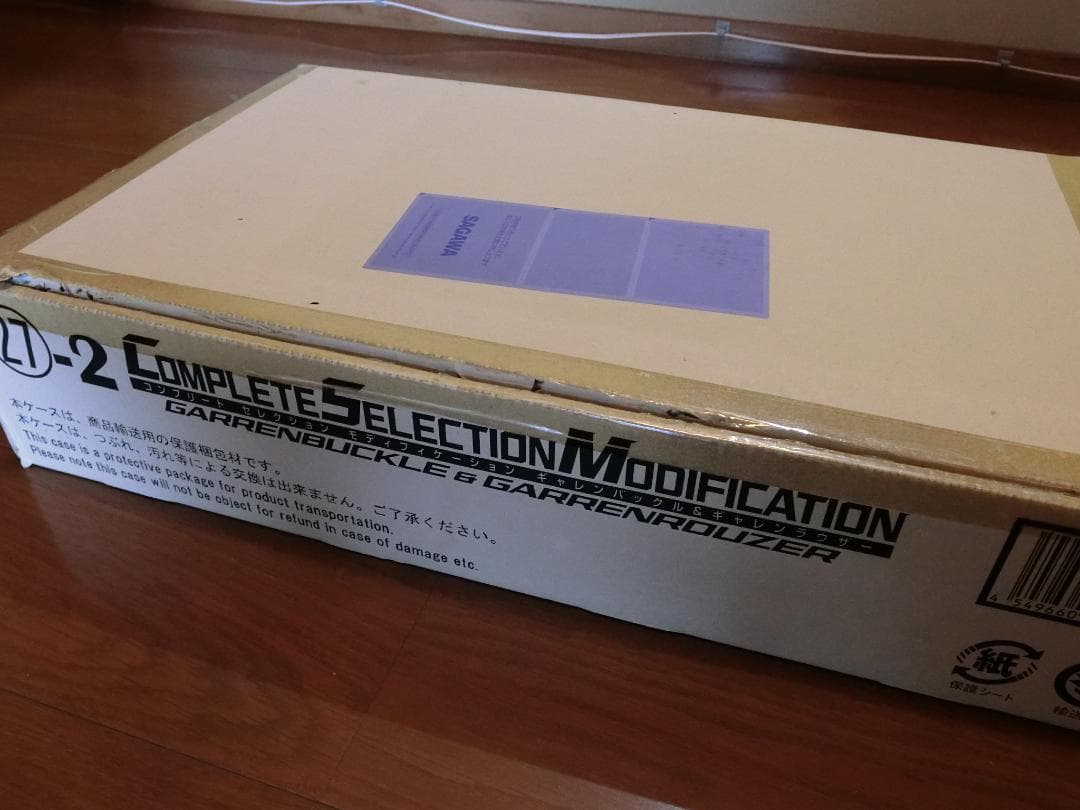 SAGAWA
27-2
COMPLETE SELECTION MODIFICATION
コンプリート セレクション モディフィケーション ギャレンバックル&ギャレンラウザー
GARRENBUCKLE & GARRENROUZER
本ケースは、商品輸送用の保護梱包材です。
本ケースは、つぶれ、汚れ等による交換は出来ません。ご了承ください。
This case is a protective package for product transportation.
Please note this case will not be object for refund in case of damage etc.
4 549660
紙
保護シート
輸送